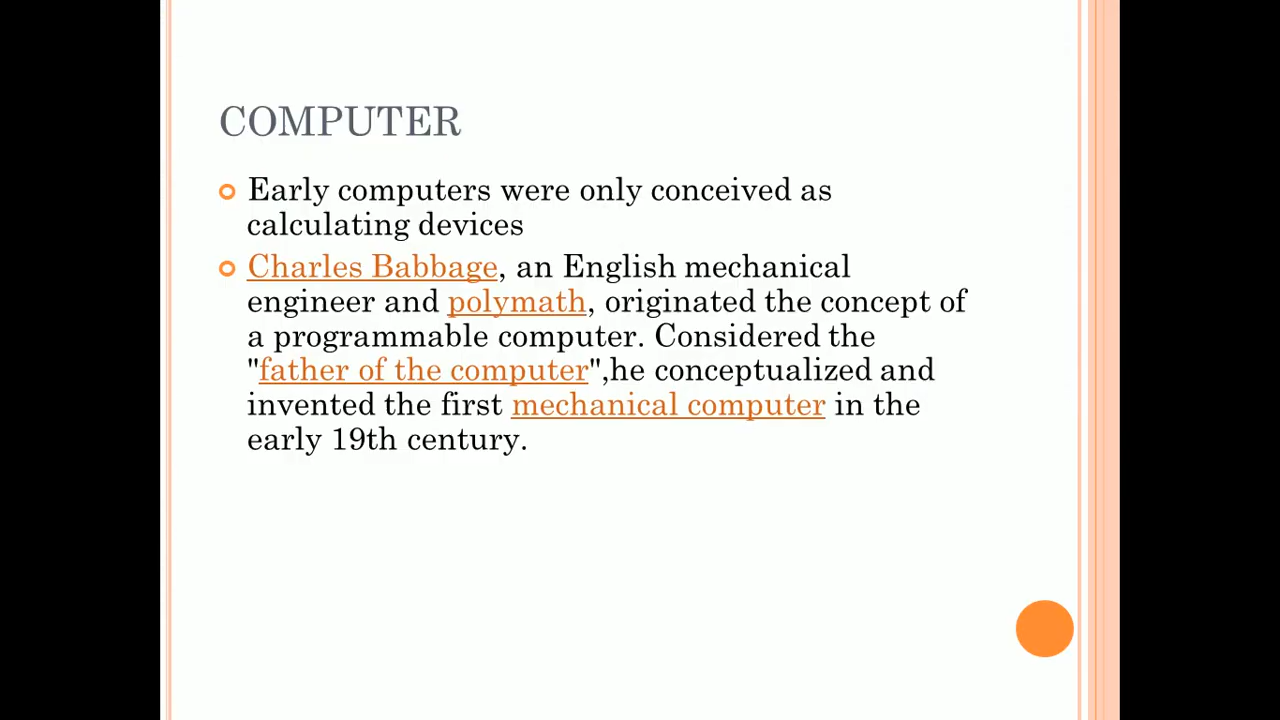 COMPUTER
Early computers were only conceived as
calculating devices
Charles Babbage, an English mechanical
engineer and polymath, originated the concept of
a programmable computer. Considered the
"father of the computer",he conceptualized and
invented the first mechanical computer in the
early 19th century.